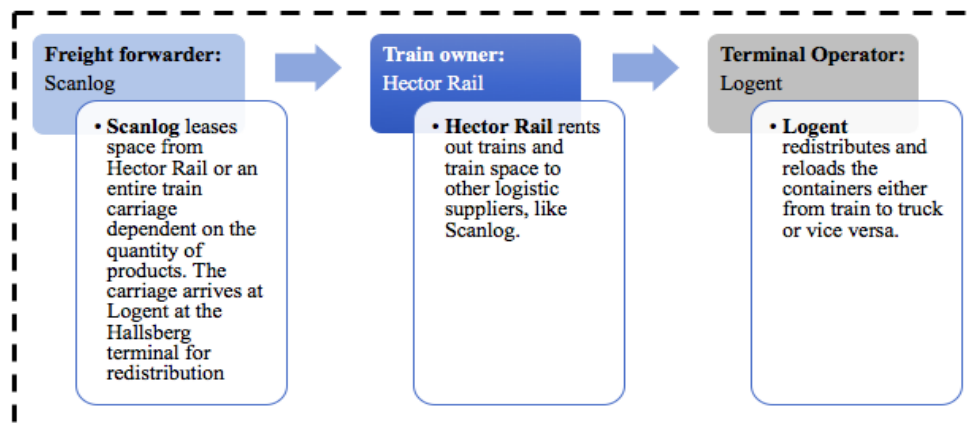 Freight forwarder:
Scanlog
• Scanlog leases
space from
Hector Rail or an
entire train
carriage
dependent on the
quantity of
products. The
carriage arrives at
Logent at the
Hallsberg
terminal for
redistribution
Train owner:
Hector Rail
• Hector Rail rents
out trains and
train space to
other logistic
suppliers, like
Scanlog.
Terminal Operator:
Logent
• Logent
redistributes and
reloads the
containers either
from train to truck
or vice versa.